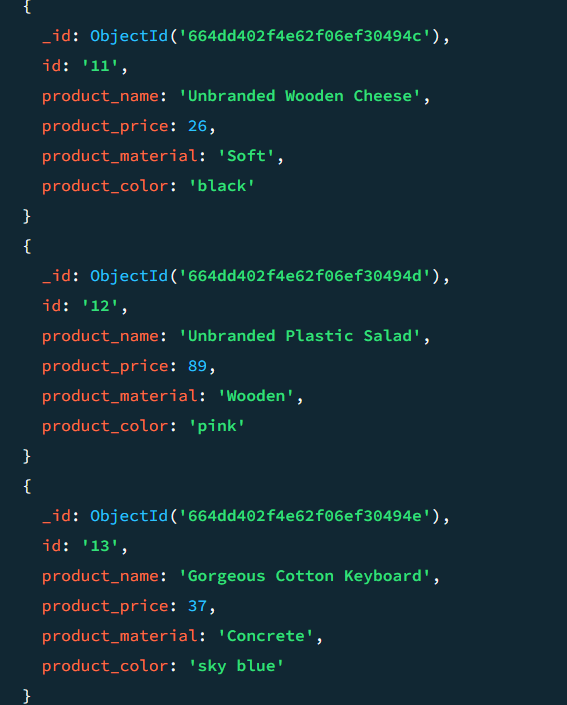 {
_id: ObjectId('664dd402f4e62f06ef30494c'),
id: '11',
product_name: 'Unbranded Wooden Cheese',
product_price: 26,
product_material: 'Soft',
product_color: 'black'
}
{
_id: ObjectId('664dd402f4e62f06ef30494d'),
id: '12',
product_name: 'Unbranded Plastic Salad',
product_price: 89,
product_material: 'Wooden',
product_color: 'pink'
}
{
_id: ObjectId('664dd402f4e62f06ef30494e'),
id: '13',
product_name: 'Gorgeous Cotton Keyboard',
product_price: 37,
product_material: 'Concrete',
product_color: 'sky blue'
}